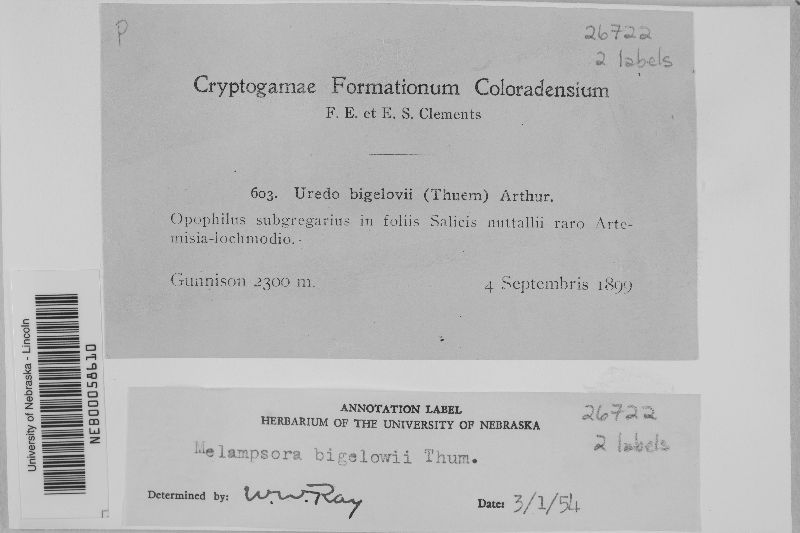 P
26722
2 labels
Cryptogamae Formationum Coloradensium
F. E. et E. S. Clements
603. Uredo bigelovii (Thuem) Arthur.
Opophilus subgregarius in foliis Salicis nuttallii raro Arte-
misia-lochmodio.
Gunnison 2300 m.
4 Septembris 1899
University of Nebraska - Lincoln
NEB00058610
ANNOTATION LABEL
HERBARIUM OF THE UNIVERSITY OF NEBRASKA
26722
2 labels
Melampsora bigelowii Thum.
Determined by: W.W. Ray
Date: 3/1/54